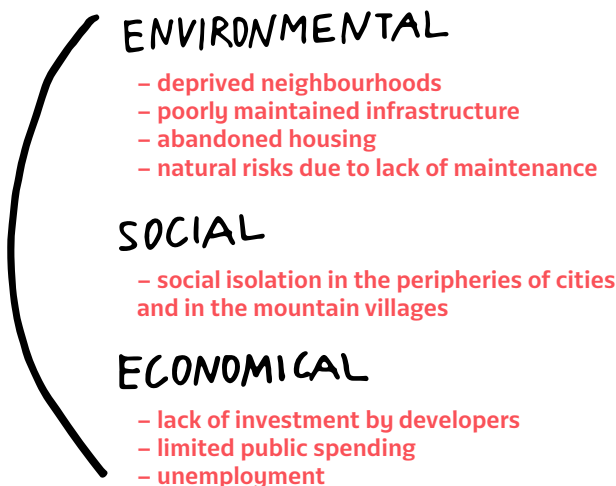 ENVIRONMENTAL
– deprived neighbourhoods
– poorly maintained infrastructure
– abandoned housing
– natural risks due to lack of maintenance
SOCIAL
– social isolation in the peripheries of cities
and in the mountain villages
ECONOMICAL
– lack of investment by developers
– limited public spending
– unemployment